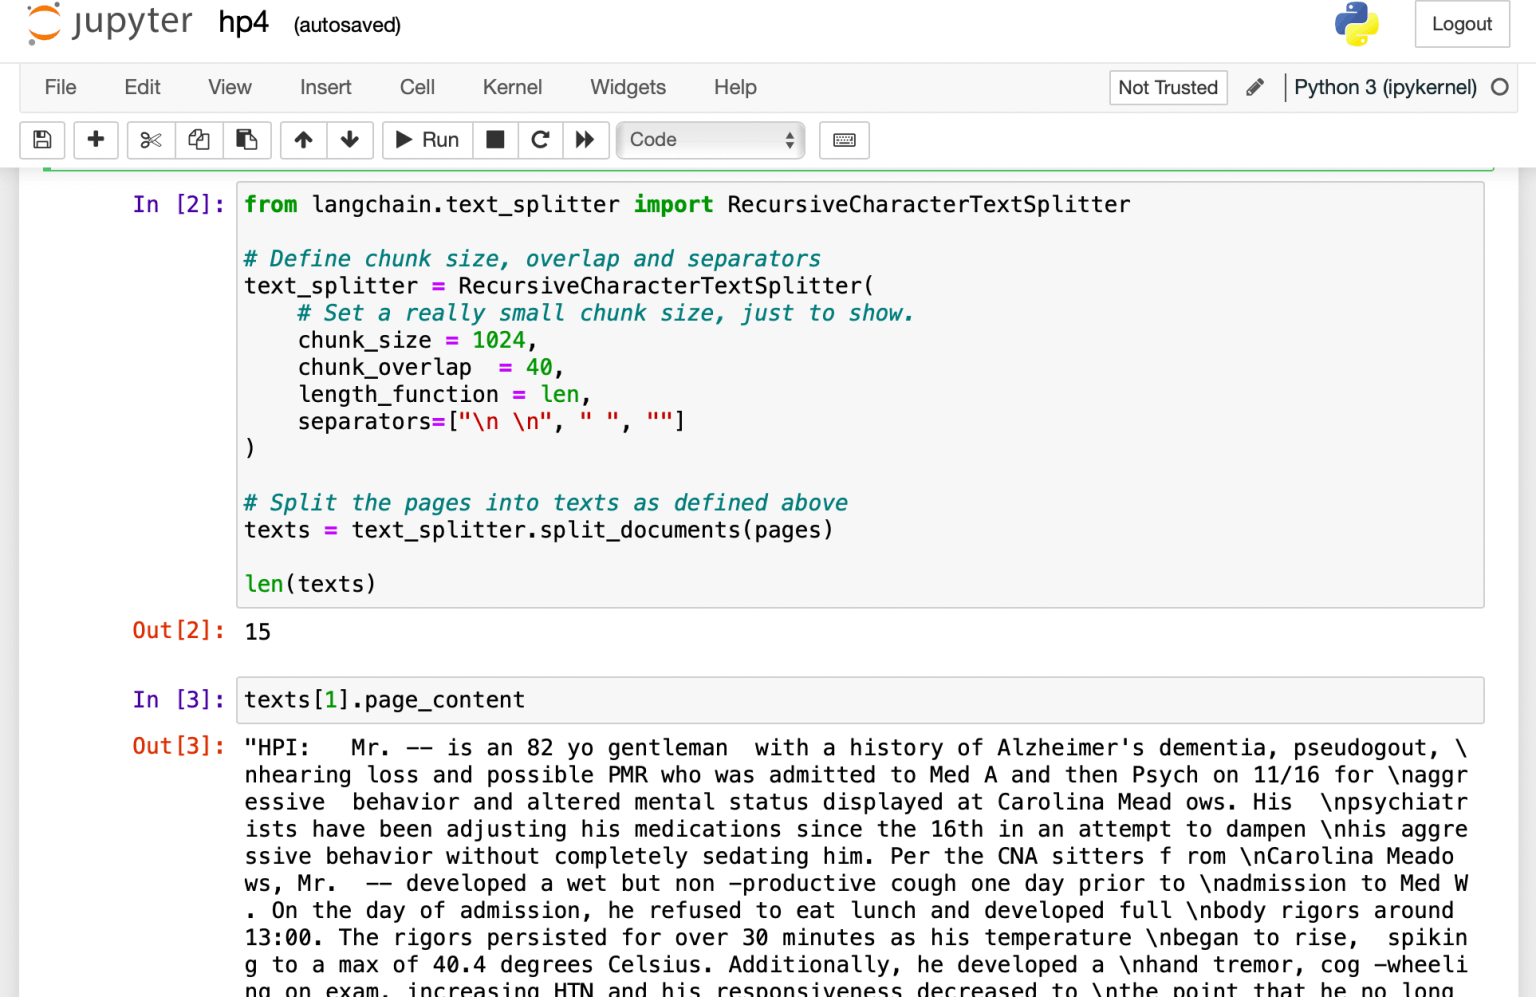 jupyter hp4 (autosaved)
Logout
File Edit View Insert Cell Kernel Widgets Help
Not Trusted
Python 3 (ipykernel)
Run
Code
In [2]:
from langchain.text_splitter import RecursiveCharacterTextSplitter
# Define chunk size, overlap and separators
text_splitter = RecursiveCharacterTextSplitter(
    # Set a really small chunk size, just to show.
    chunk_size = 1024,
    chunk_overlap  = 40,
    length_function = len,
    separators=["\n \n", " ", ""]
)
# Split the pages into texts as defined above
texts = text_splitter.split_documents(pages)
len(texts)
Out[2]: 15
In [3]: texts[1].page_content
Out[3]: "HPI:   Mr. -- is an 82 yo gentleman  with a history of Alzheimer's dementia, pseudogout, \
nhearing loss and possible PMR who was admitted to Med A and then Psych on 11/16 for \naggr
essive  behavior and altered mental status displayed at Carolina Mead ows. His  \npsychiatr
ists have been adjusting his medications since the 16th in an attempt to dampen \nhis aggre
ssive behavior without completely sedating him. Per the CNA sitters f rom \nCarolina Meado
ws, Mr.  -- developed a wet but non -productive cough one day prior to \nadmission to Med W
. On the day of admission, he refused to eat lunch and developed full \nbody rigors around
13:00. The rigors persisted for over 30 minutes as his temperature \nbegan to rise,  spikin
g to a max of 40.4 degrees Celsius. Additionally, he developed a \nhand tremor, cog -wheeli
ng on exam, increasing HTN and his responsiveness decreased to \nthe point that he no long